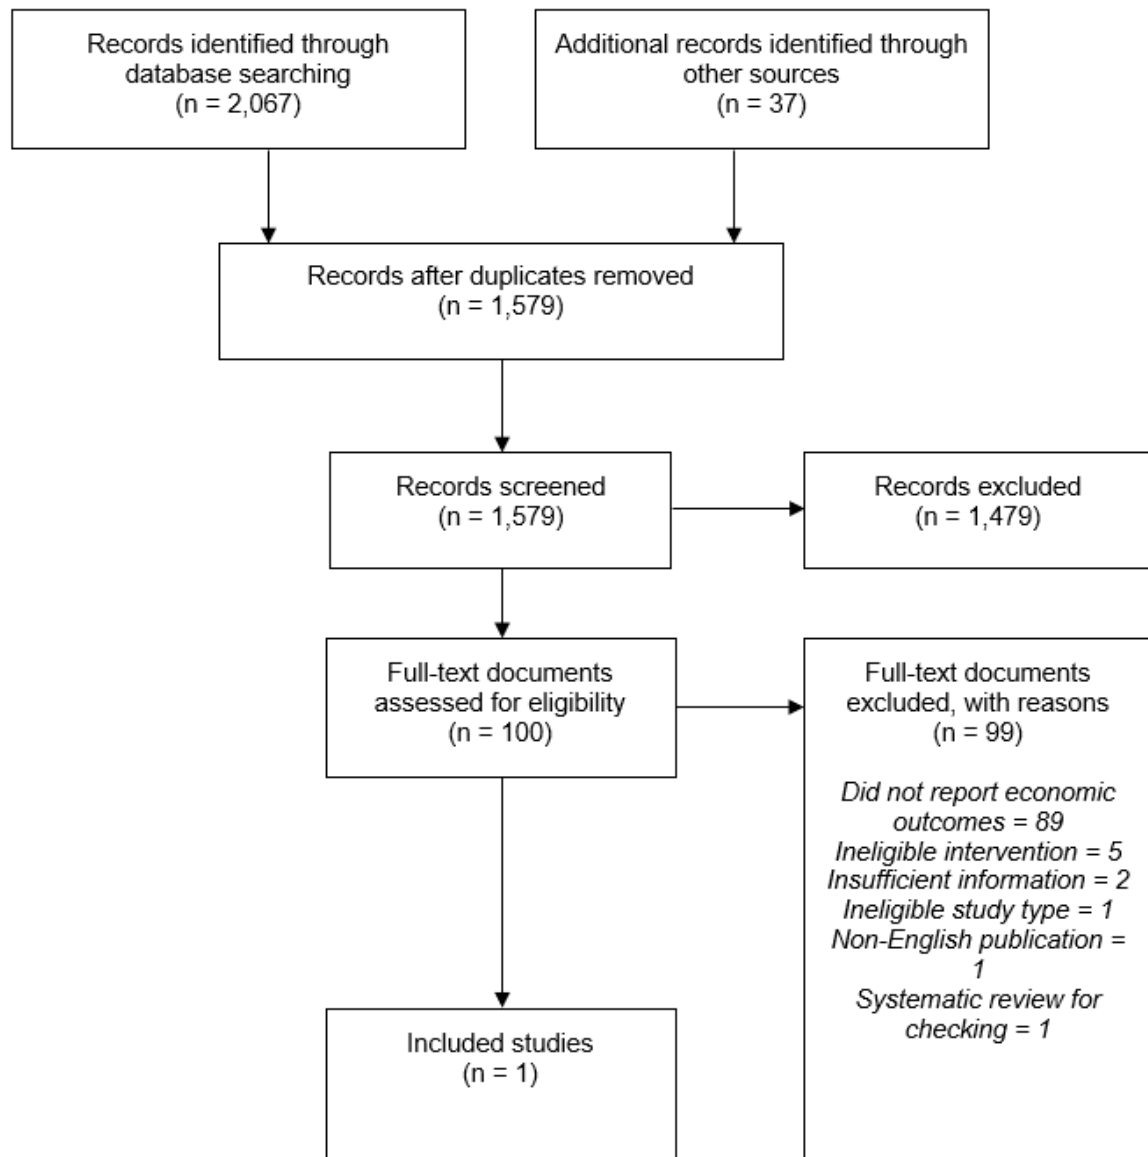 Records identified through
database searching
(n = 2,067)
Additional records identified through
other sources
(n = 37)
Records after duplicates removed
(n = 1,579)
Records screened
(n = 1,579)
Records excluded
(n = 1,479)
Full-text documents
assessed for eligibility
(n = 100)
Full-text documents
excluded, with reasons
(n = 99)
Did not report economic
outcomes = 89
Ineligible intervention = 5
Insufficient information = 2
Ineligible study type = 1
Non-English publication =
1
Systematic review for
checking = 1
Included studies
(n = 1)